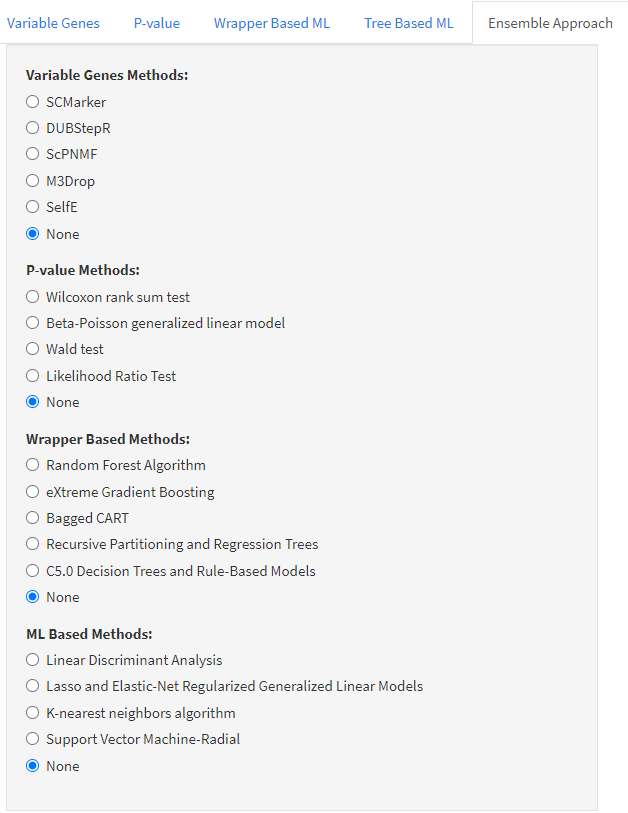 Variable Genes P-value Wrapper Based ML Tree Based ML Ensemble Approach
Variable Genes Methods:
SCMarker
DUBStepR
ScPNMF
M3Drop
SelfE
None
P-value Methods:
Wilcoxon rank sum test
Beta-Poisson generalized linear model
Wald test
Likelihood Ratio Test
None
Wrapper Based Methods:
Random Forest Algorithm
eXtreme Gradient Boosting
Bagged CART
Recursive Partitioning and Regression Trees
C5.0 Decision Trees and Rule-Based Models
None
ML Based Methods:
Linear Discriminant Analysis
Lasso and Elastic-Net Regularized Generalized Linear Models
K-nearest neighbors algorithm
Support Vector Machine-Radial
None